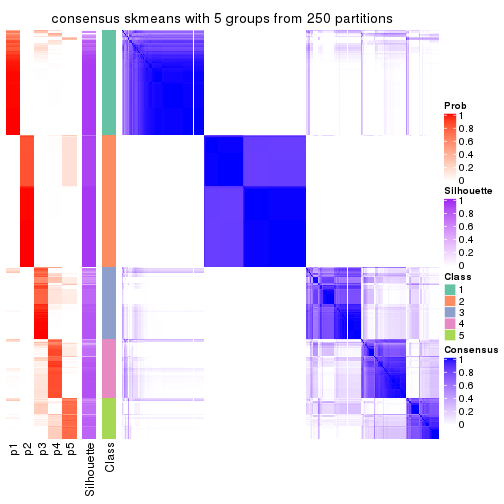 consensus skmeans with 5 groups from 250 partitions
Prob
1
0.8
0.6
0.4
0.2
0
Silhouette
1
0.8
0.6
0.4
0.2
0
Class
1
2
3
4
5
Consensus
1
0.8
0.6
0.4
0.2
0
p1
p2
p3
p4
p5
Silhouette
Class